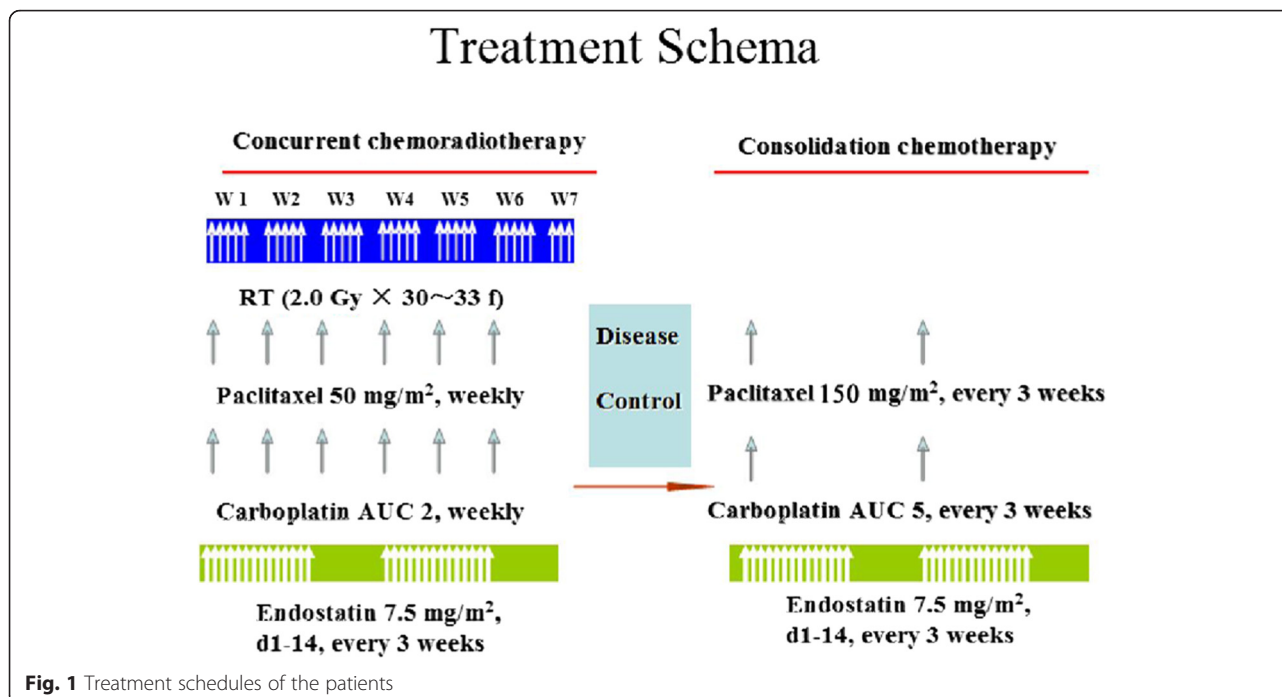 Treatment Schema
Concurrent chemoradiotherapy
W 1 W2 W3 W4 W5 W6 W7
RT (2.0 Gy × 30～33 f)
Paclitaxel 50 mg/m², weekly
Carboplatin AUC 2, weekly
Endostatin 7.5 mg/m²,
d1-14, every 3 weeks
Disease
Control
Consolidation chemotherapy
Paclitaxel 150 mg/m², every 3 weeks
Carboplatin AUC 5, every 3 weeks
Endostatin 7.5 mg/m²,
d1-14, every 3 weeks
Fig. 1 Treatment schedules of the patients